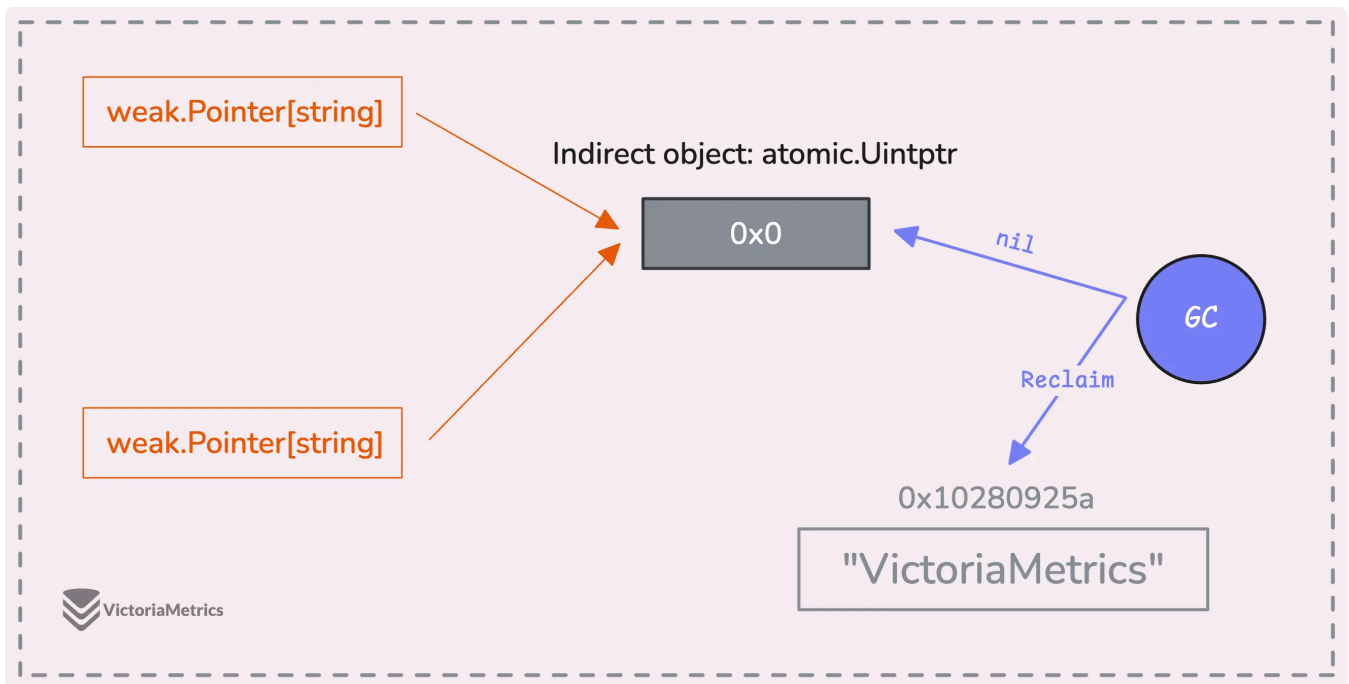 weak.Pointer[string]
Indirect object: atomic.Uintptr
0x0
nil
GC
Reclaim
weak.Pointer[string]
0x10280925a
"VictoriaMetrics"
VictoriaMetrics